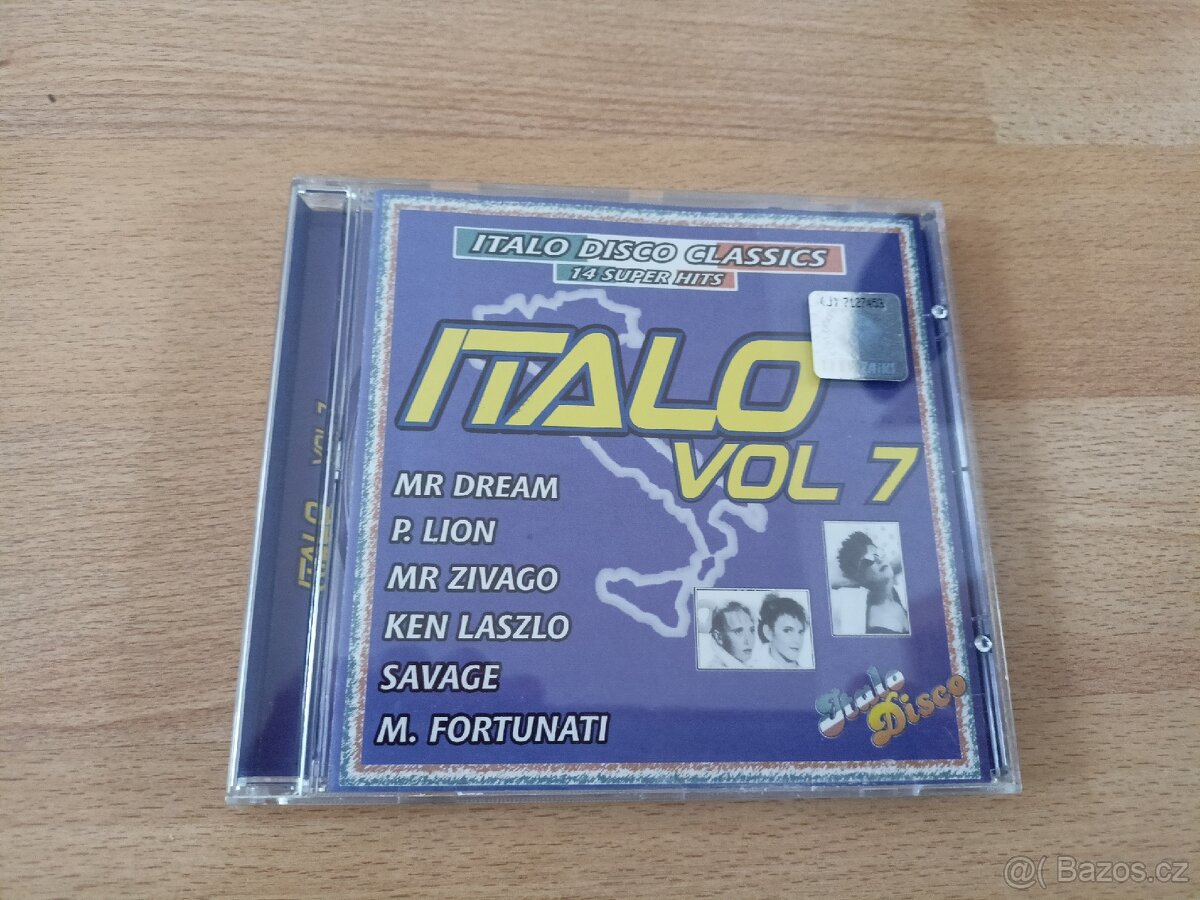 ITALO DISCO CLASSICS
14 SUPER HITS
7127453
ITALO
VOL 7
MR DREAM
P. LION
MR ZIVAGO
KEN LASZLO
SAVAGE
M. FORTUNATI
Italo
Disco
ITALO VOL 7
@( Bazos.cz